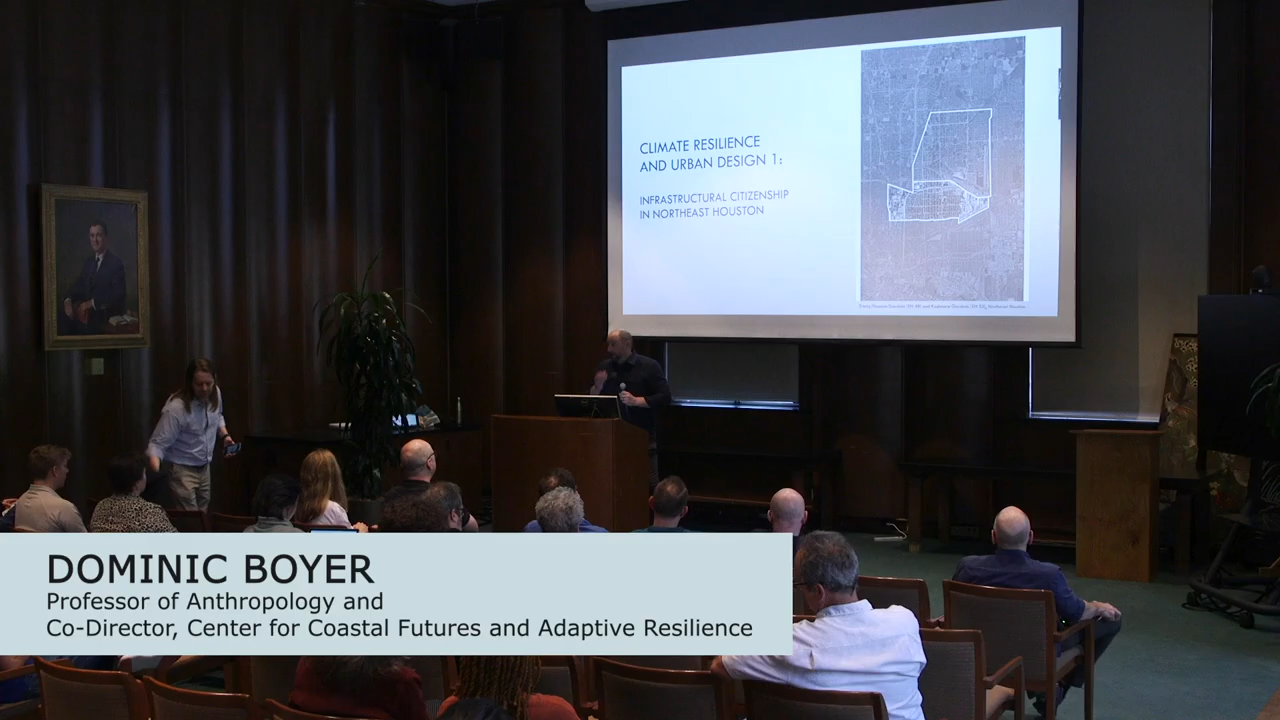 CLIMATE RESILIENCE
AND URBAN DESIGN 1:
INFRASTRUCTURAL CITIZENSHIP
IN NORTHEAST HOUSTON
DOMINIC BOYER
Professor of Anthropology and
Co-Director, Center for Coastal Futures and Adaptive Resilience